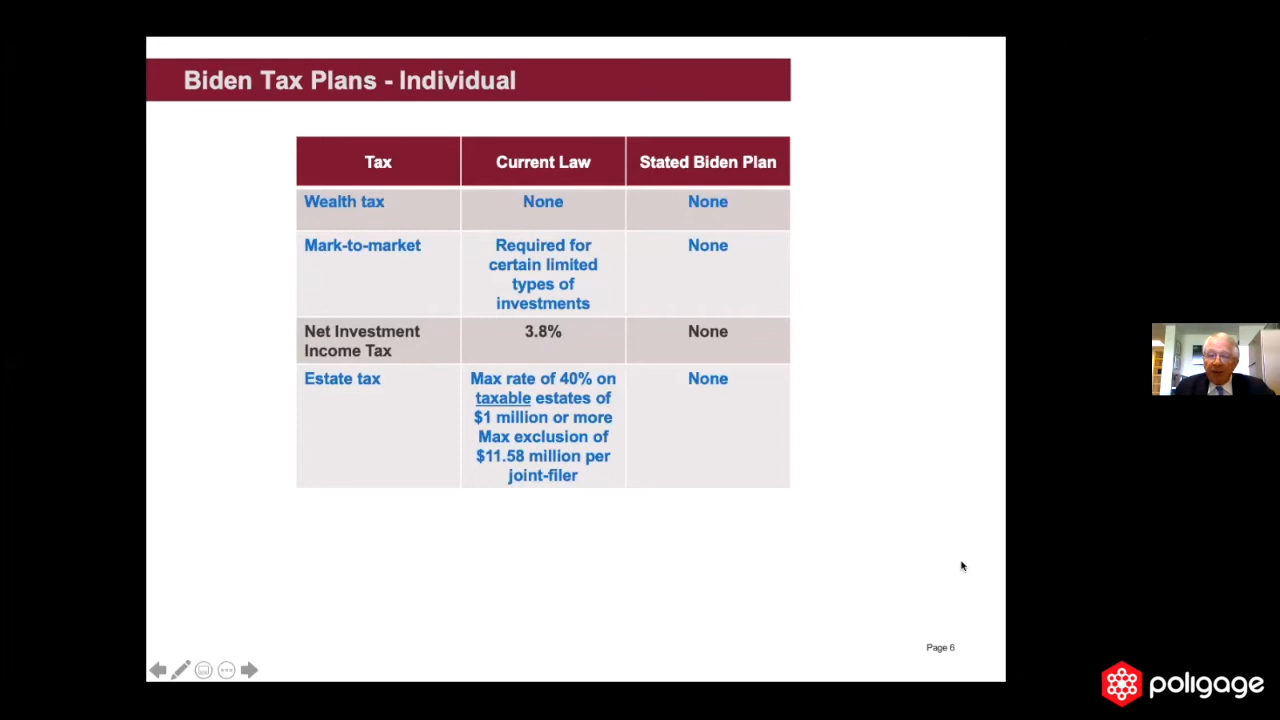 Biden Tax Plans - Individual
Tax
Current Law
Stated Biden Plan
Wealth tax
None
None
Mark-to-market
Required for
certain limited
types of
investments
None
Net Investment
Income Tax
3.8%
None
Estate tax
Max rate of 40% on
taxable estates of
$1 million or more
Max exclusion of
$11.58 million per
joint-filer
None
Page 6
poligage